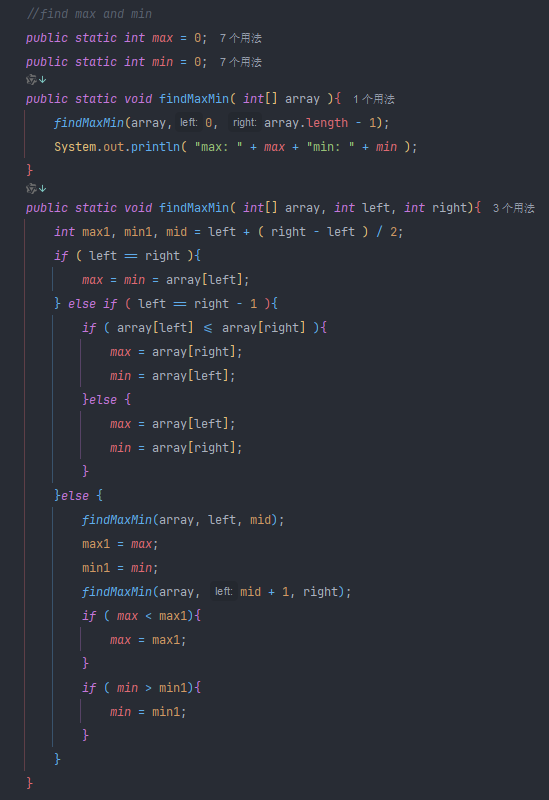 //find max and min
public static int max = 0; 7个用法
public static int min = 0; 7个用法
public static void findMaxMin( int[] array ){ 1个用法
findMaxMin(array, left: 0, right: array.length - 1);
System.out.println( "max: " + max + "min: " + min );
}
public static void findMaxMin( int[] array, int left, int right){ 3个用法
int max1, min1, mid = left + ( right - left ) / 2;
if ( left == right ){
max = min = array[left];
} else if ( left == right - 1 ){
if ( array[left] <= array[right] ){
max = array[right];
min = array[left];
}else {
max = array[left];
min = array[right];
}
}else {
findMaxMin(array, left, mid);
max1 = max;
min1 = min;
findMaxMin(array, left: mid + 1, right);
if ( max < max1){
max = max1;
}
if ( min > min1){
min = min1;
}
}
}